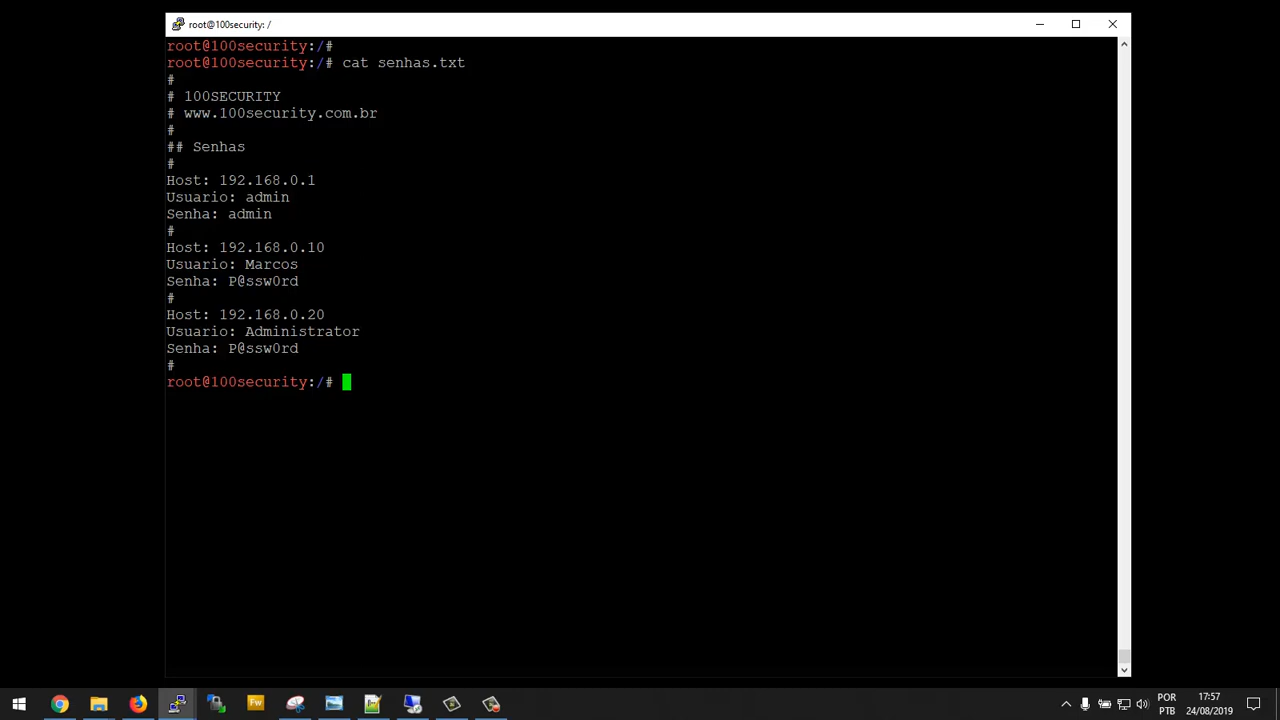 root@100security: /
root@100security:/#
root@100security:/# cat senhas.txt
#
# 100SECURITY
# www.100security.com.br
#
## Senhas
#
Host: 192.168.0.1
Usuario: admin
Senha: admin
#
Host: 192.168.0.10
Usuario: Marcos
Senha: P@ssw0rd
#
Host: 192.168.0.20
Usuario: Administrator
Senha: P@ssw0rd
#
root@100security:/#
Fw
POR
PTB
17:57
24/08/2019